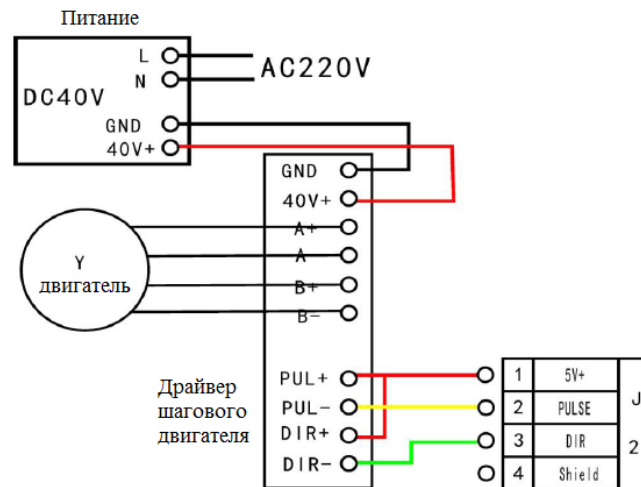 Питание
L
N
AC220V
DC40V
GND
40V+
GND
40V+
A+
A
B+
B-
Y
двигатель
Драйвер
шагового
двигателя
PUL+
PUL-
DIR+
DIR-
1 5V+
2 PULSE
3 DIR
4 Shield
J
2